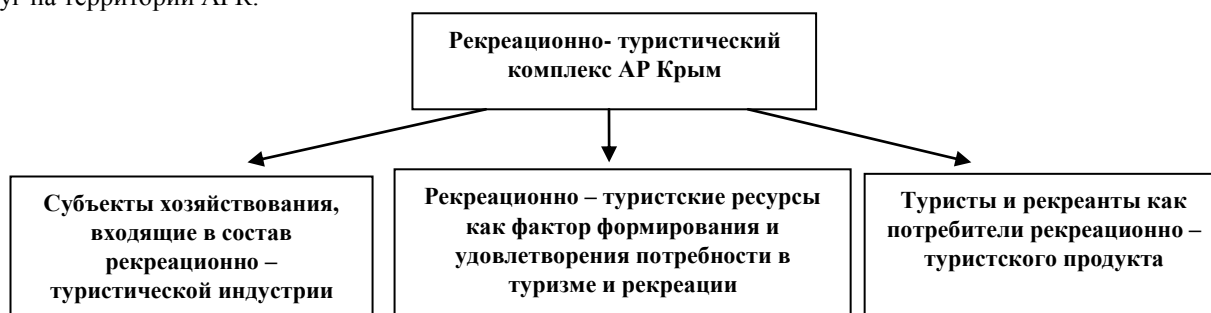 на территории АРК.
Рекреационно- туристический
комплекс АР Крым
Субъекты хозяйствования,
входящие в состав
рекреационно –
туристической индустрии
Рекреационно – туристские ресурсы
как фактор формирования и
удовлетворения потребности в
туризме и рекреации
Туристы и рекреанты как
потребители рекреационно –
туристского продукта